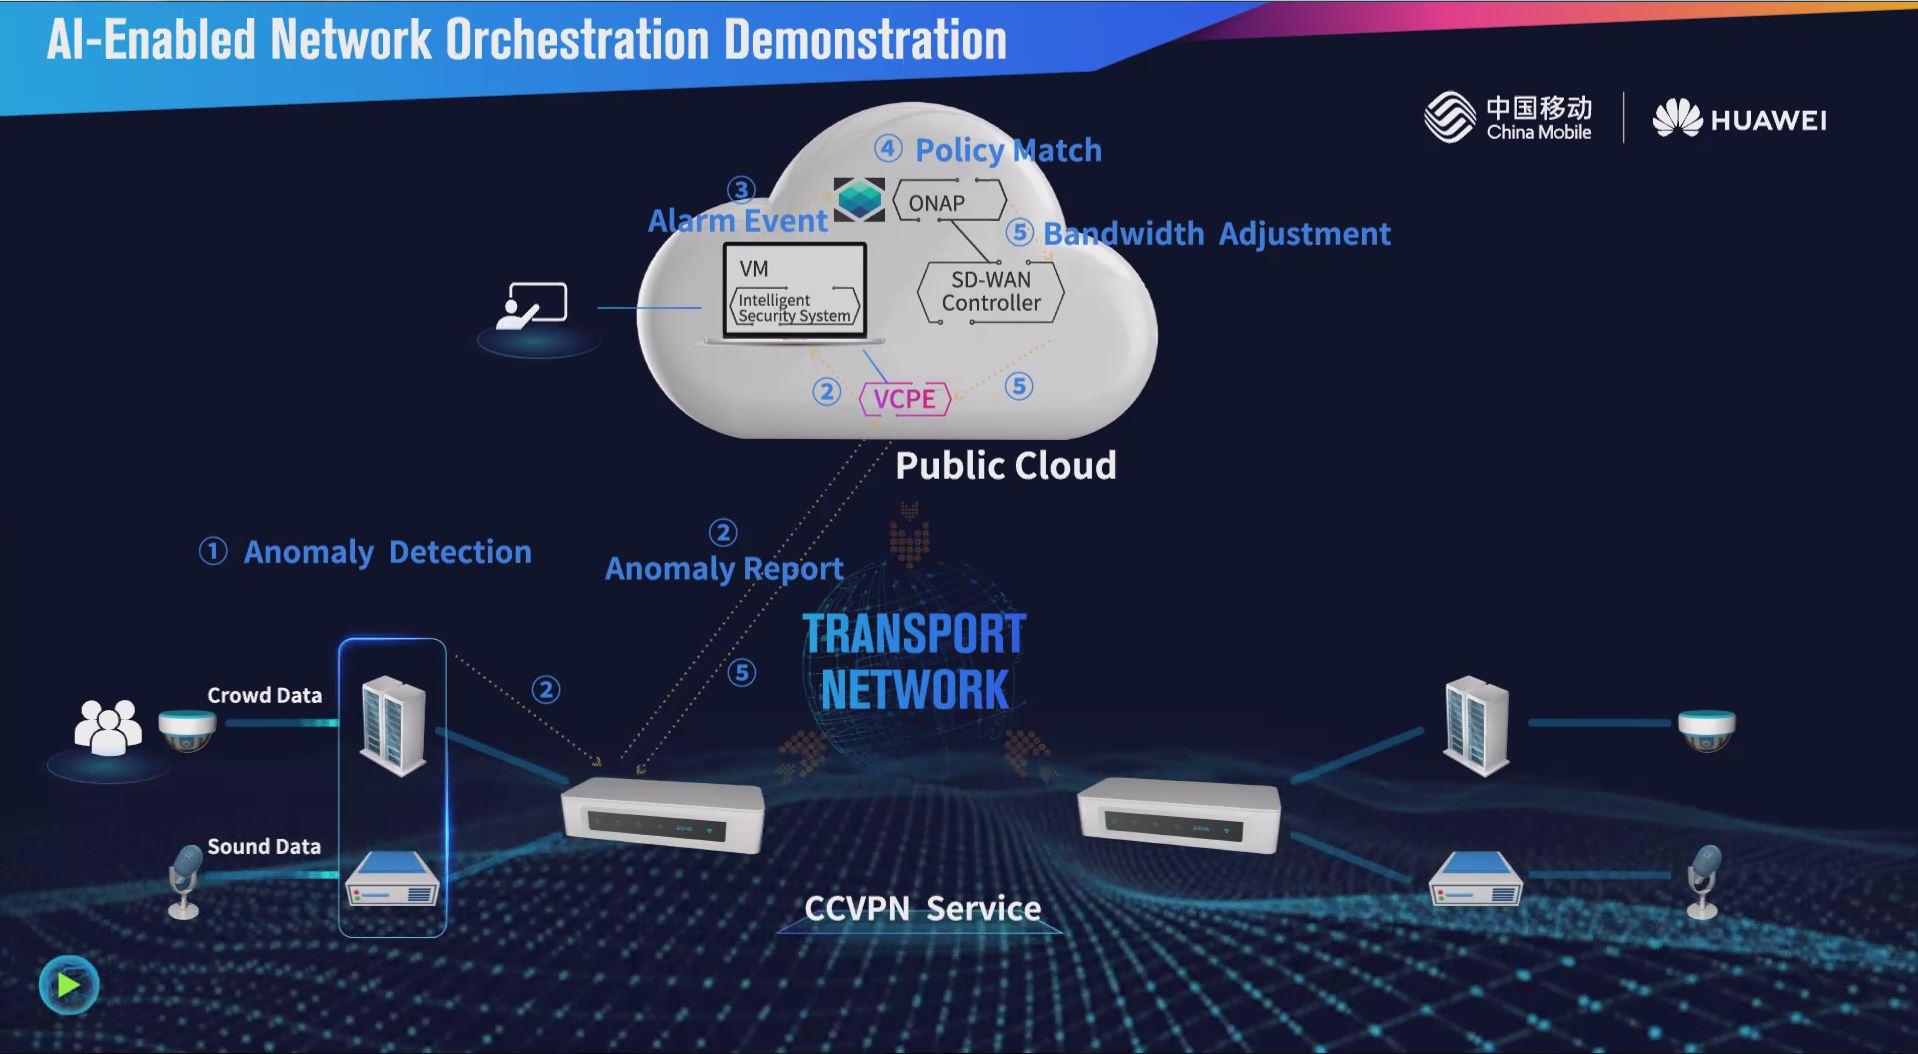 AI-Enabled Network Orchestration Demonstration
中国移动
China Mobile
HUAWEI
④ Policy Match
③
Alarm Event
ONAP
⑤ Bandwidth Adjustment
VM
Intelligent
Security System
SD-WAN
Controller
②
VCPE
⑤
Public Cloud
① Anomaly Detection
②
Anomaly Report
TRANSPORT
NETWORK
②
⑤
Crowd Data
Sound Data
CCVPN Service